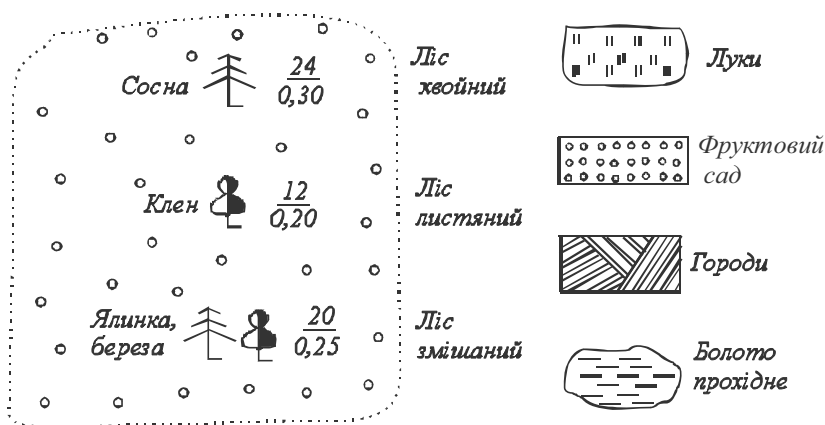 Сосна
24
0,30
Ліс
хвойний
Клен
12
0,20
Ліс
листяний
Ялинка,
береза
20
0,25
Ліс
змішаний
Луки
Фруктовий
сад
Городи
Болото
прохідне